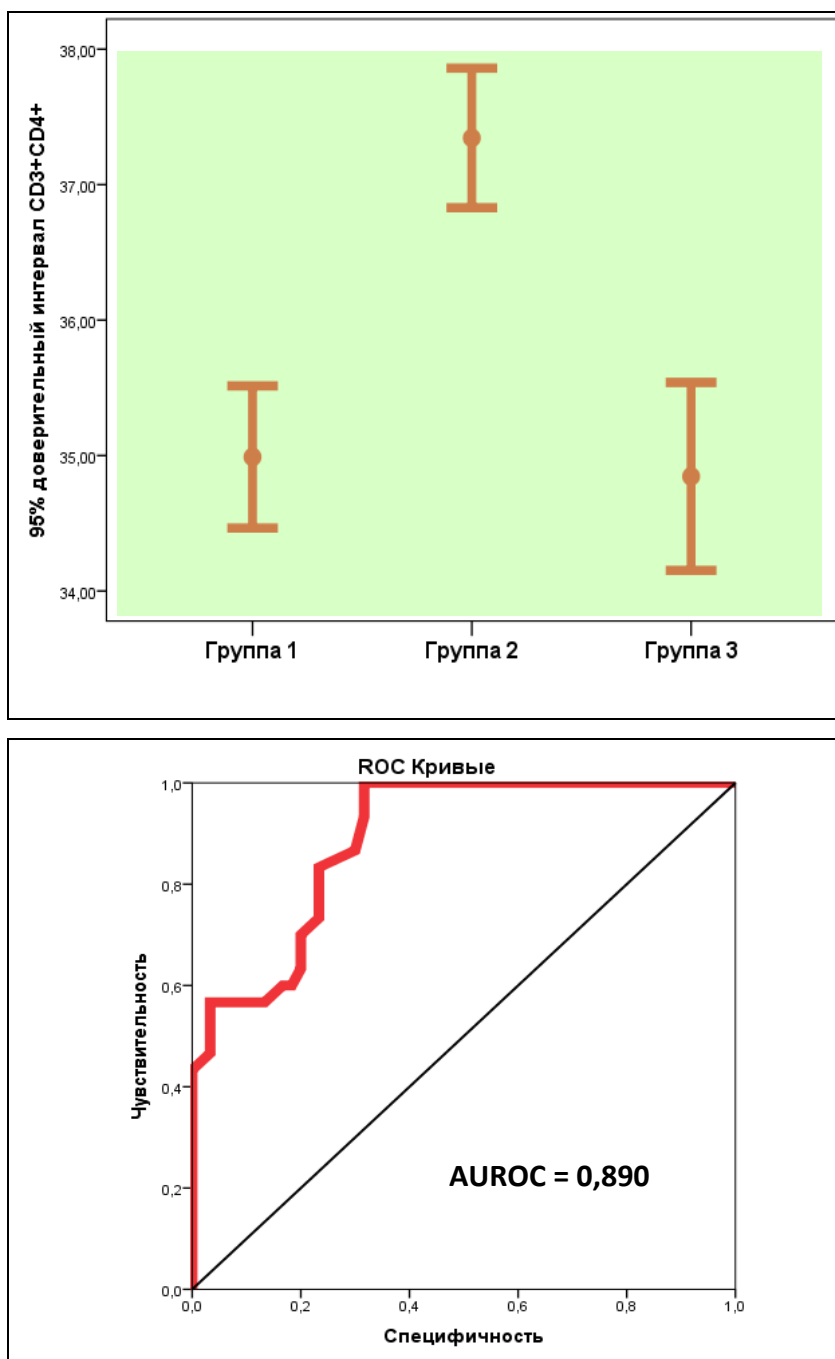 38,00
37,00
36,00
35,00
34,00
95% доверительный интервал CD3+CD4+
Группа 1
Группа 2
Группа 3
ROC Кривые
1,0
0,8
0,6
0,4
0,2
0,0
Чувствительность
AUROC = 0,890
0,0
0,2
0,4
0,6
0,8
1,0
Специфичность